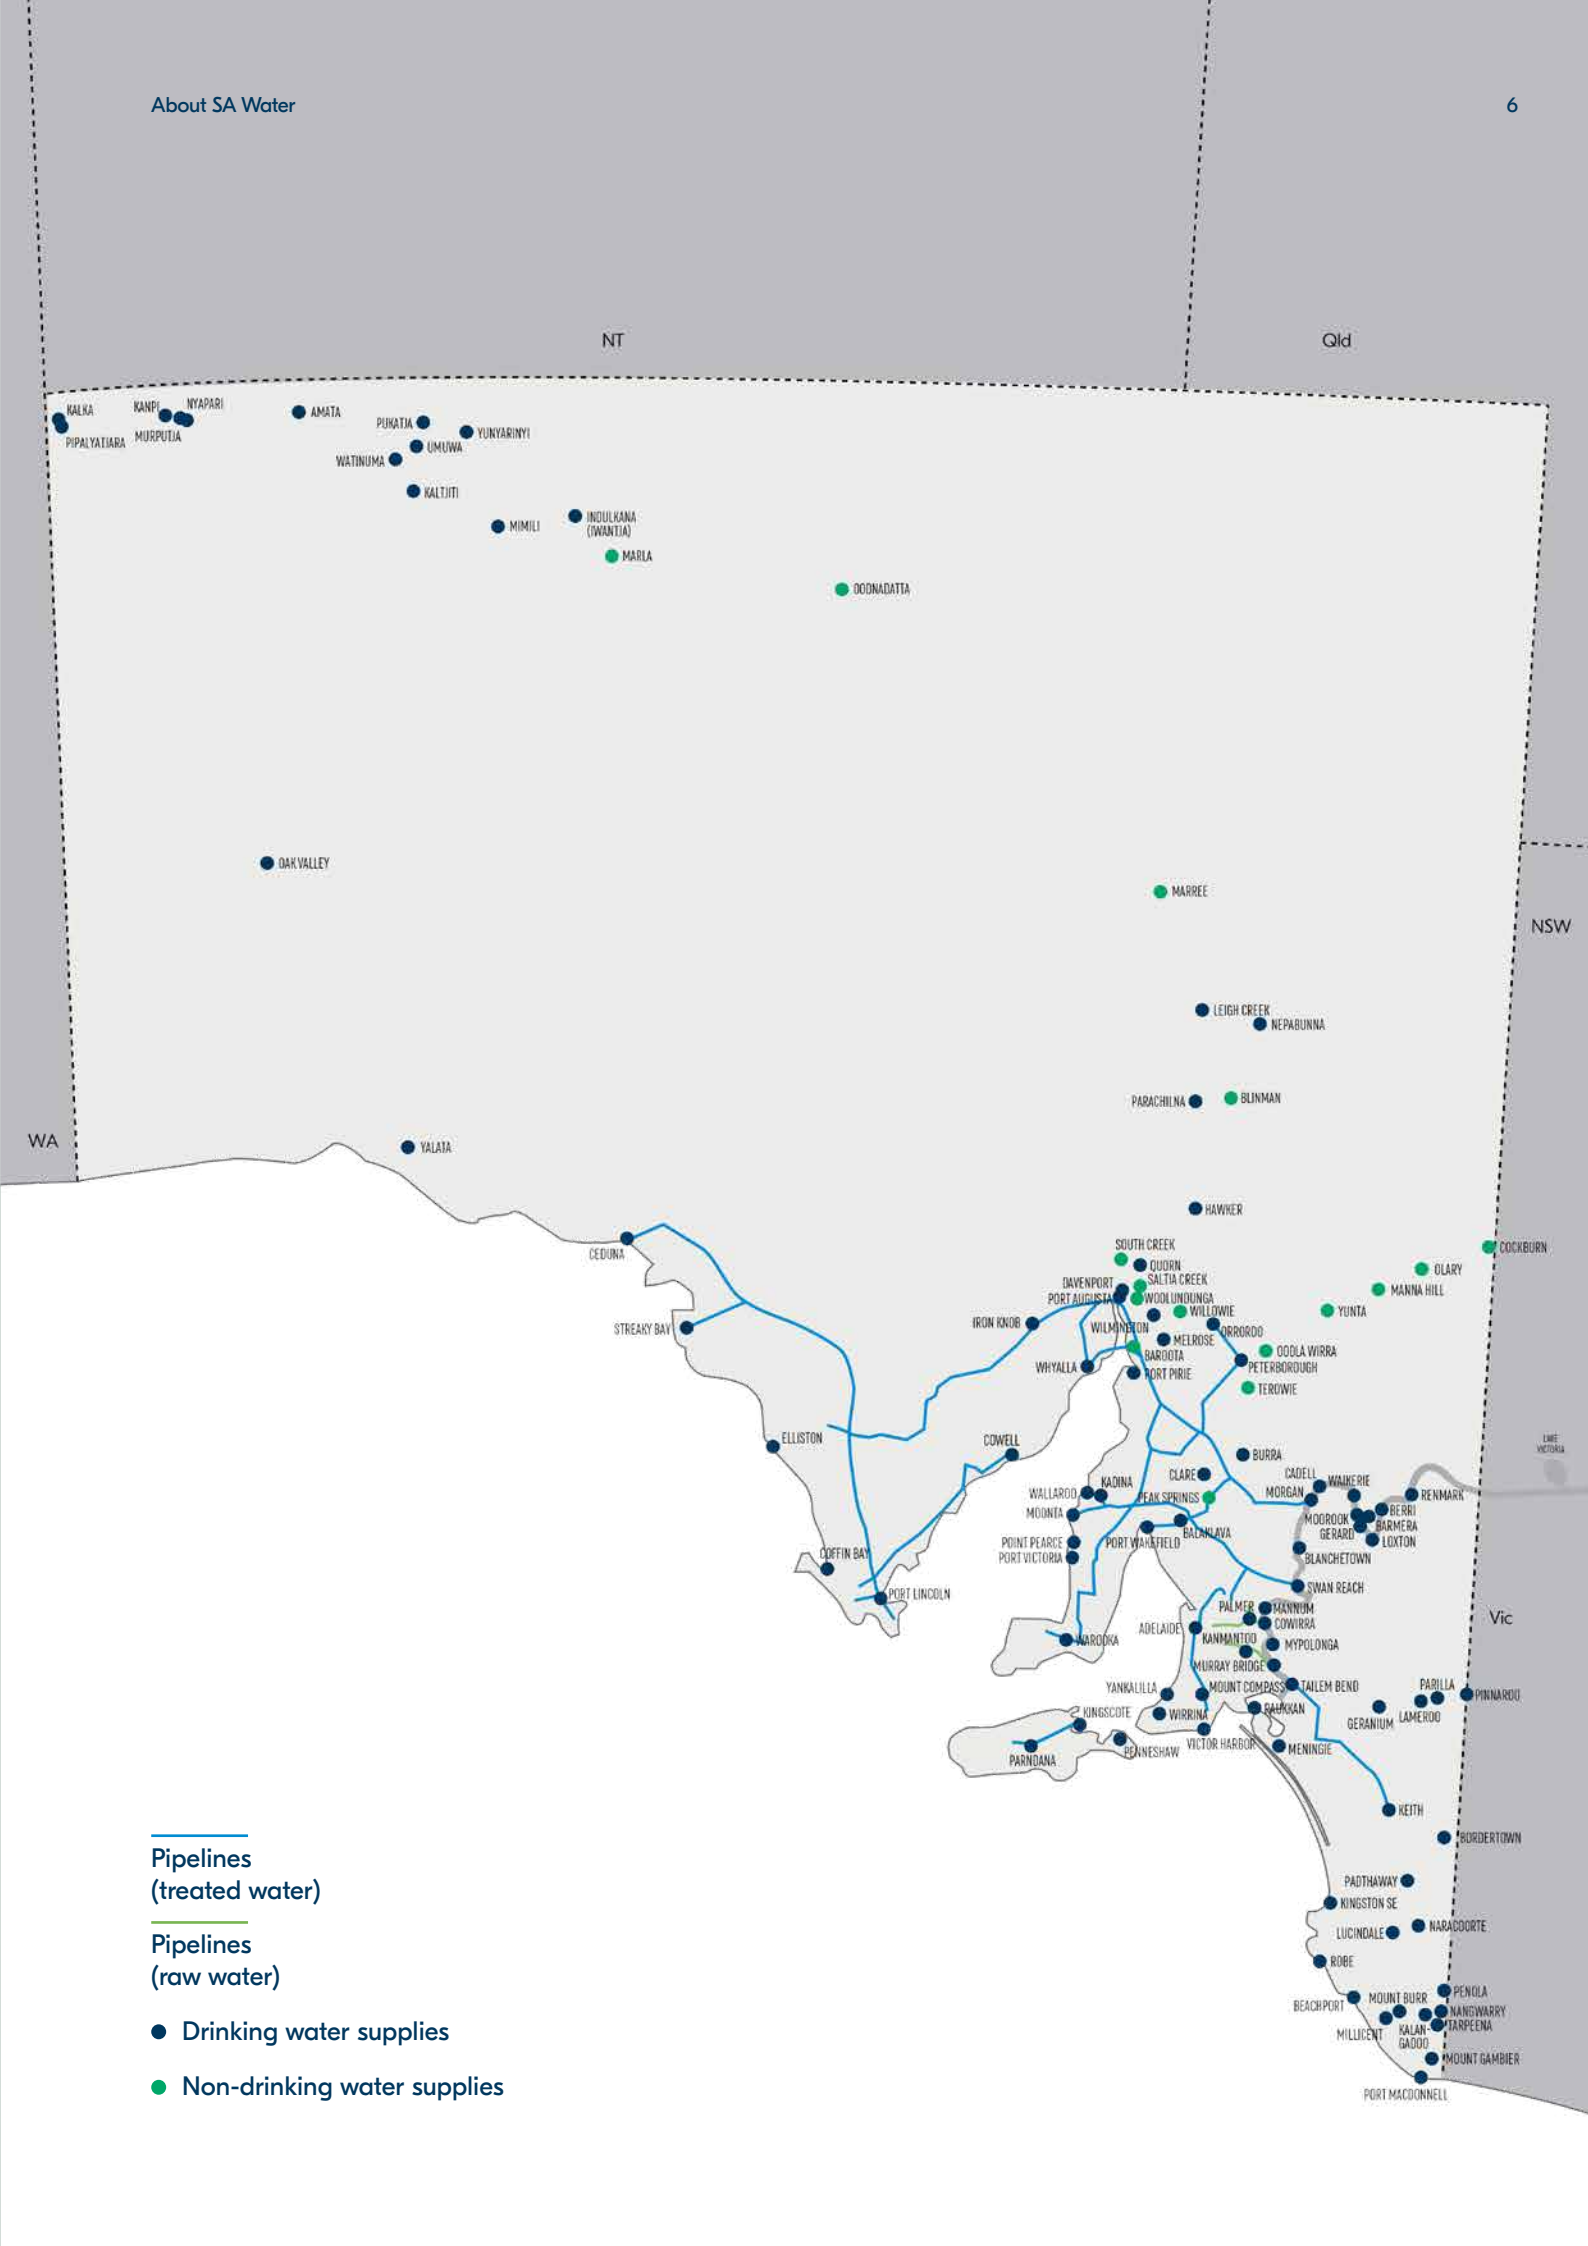 About SA Water
6
NT
Qld
KALKA
KANPI
NYAPARI
PIPALYATJARA
MURPUTJA
AMATA
PUKATJA
YUNYARINYI
UMUWA
WATINUMA
KALTJITI
MIMILI
INDULKANA
(IWANTJA)
MARLA
OODNADATTA
OAK VALLEY
MARREE
NSW
LEIGH CREEK
NEPABUNNA
PARACHILNA
BLINMAN
WA
YALATA
HAWKER
CEDUNA
SOUTH CREEK
QUORN
COCKBURN
OLARY
DAVENPORT
SALTIA CREEK
MANNA HILL
PORT AUGUSTA
WOOLUNDUNGA
WILLOWIE
YUNTA
STREAKY BAY
IRON KNOB
WILMINGTON
ORROROO
MELROSE
OODLA WIRRA
BAROOTA
PETERBOROUGH
WHYALLA
PORT PIRIE
TEROWIE
ELLISTON
COWELL
BURRA
LAKE
VICTORIA
CLARE
CADELL
WAIKERIE
KADINA
WALLAROO
PEAK SPRINGS
MORGAN
RENMARK
MOONTA
MOOROOK
BERRI
BARMERA
GERARD
BALAKLAVA
LOXTON
POINT PEARCE
PORT WAKEFIELD
PORT VICTORIA
BLANCHETOWN
COFFIN BAY
SWAN REACH
PORT LINCOLN
PALMER
MANNUM
Vic
COWIRRA
ADELAIDE
WAROOKA
KANMANTOO
MYPOLONGA
MURRAY BRIDGE
YANKALILLA
MOUNT COMPASS
TAILEM BEND
PARILLA
PINNAROO
KINGSCOTE
WIRRINA
RAUKKAN
GERANIUM
LAMEROO
VICTOR HARBOR
PENNESHAW
MENINGIE
PARNDANA
KEITH
BORDERTOWN
Pipelines
(treated water)
PADTHAWAY
KINGSTON SE
NARACOORTE
LUCINDALE
Pipelines
(raw water)
ROBE
PENOLA
BEACHPORT
MOUNT BURR
NANGWARRY
TARPEENA
MILLICENT
KALAN-
GADOO
Drinking water supplies
MOUNT GAMBIER
Non-drinking water supplies
PORT MACDONNELL